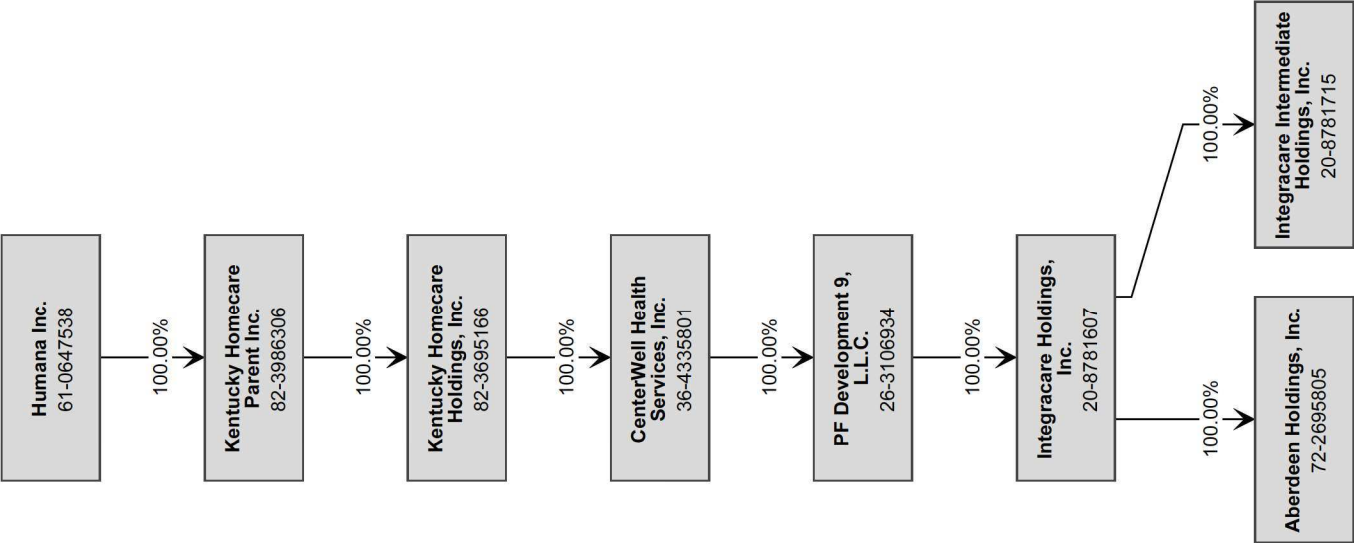 Humana Inc.
61-0647538
100.00%
Kentucky Homecare
Parent Inc.
82-3986306
100.00%
Kentucky Homecare
Holdings, Inc.
82-3695166
100.00%
CenterWell Health
Services, Inc.
36-4335801
100.00%
PF Development 9,
L.L.C.
26-3106934
100.00%
Integracare Holdings,
Inc.
20-8781607
100.00%
Aberdeen Holdings, Inc.
72-2695805
100.00%
Integracare Intermediate
Holdings, Inc.
20-8781715